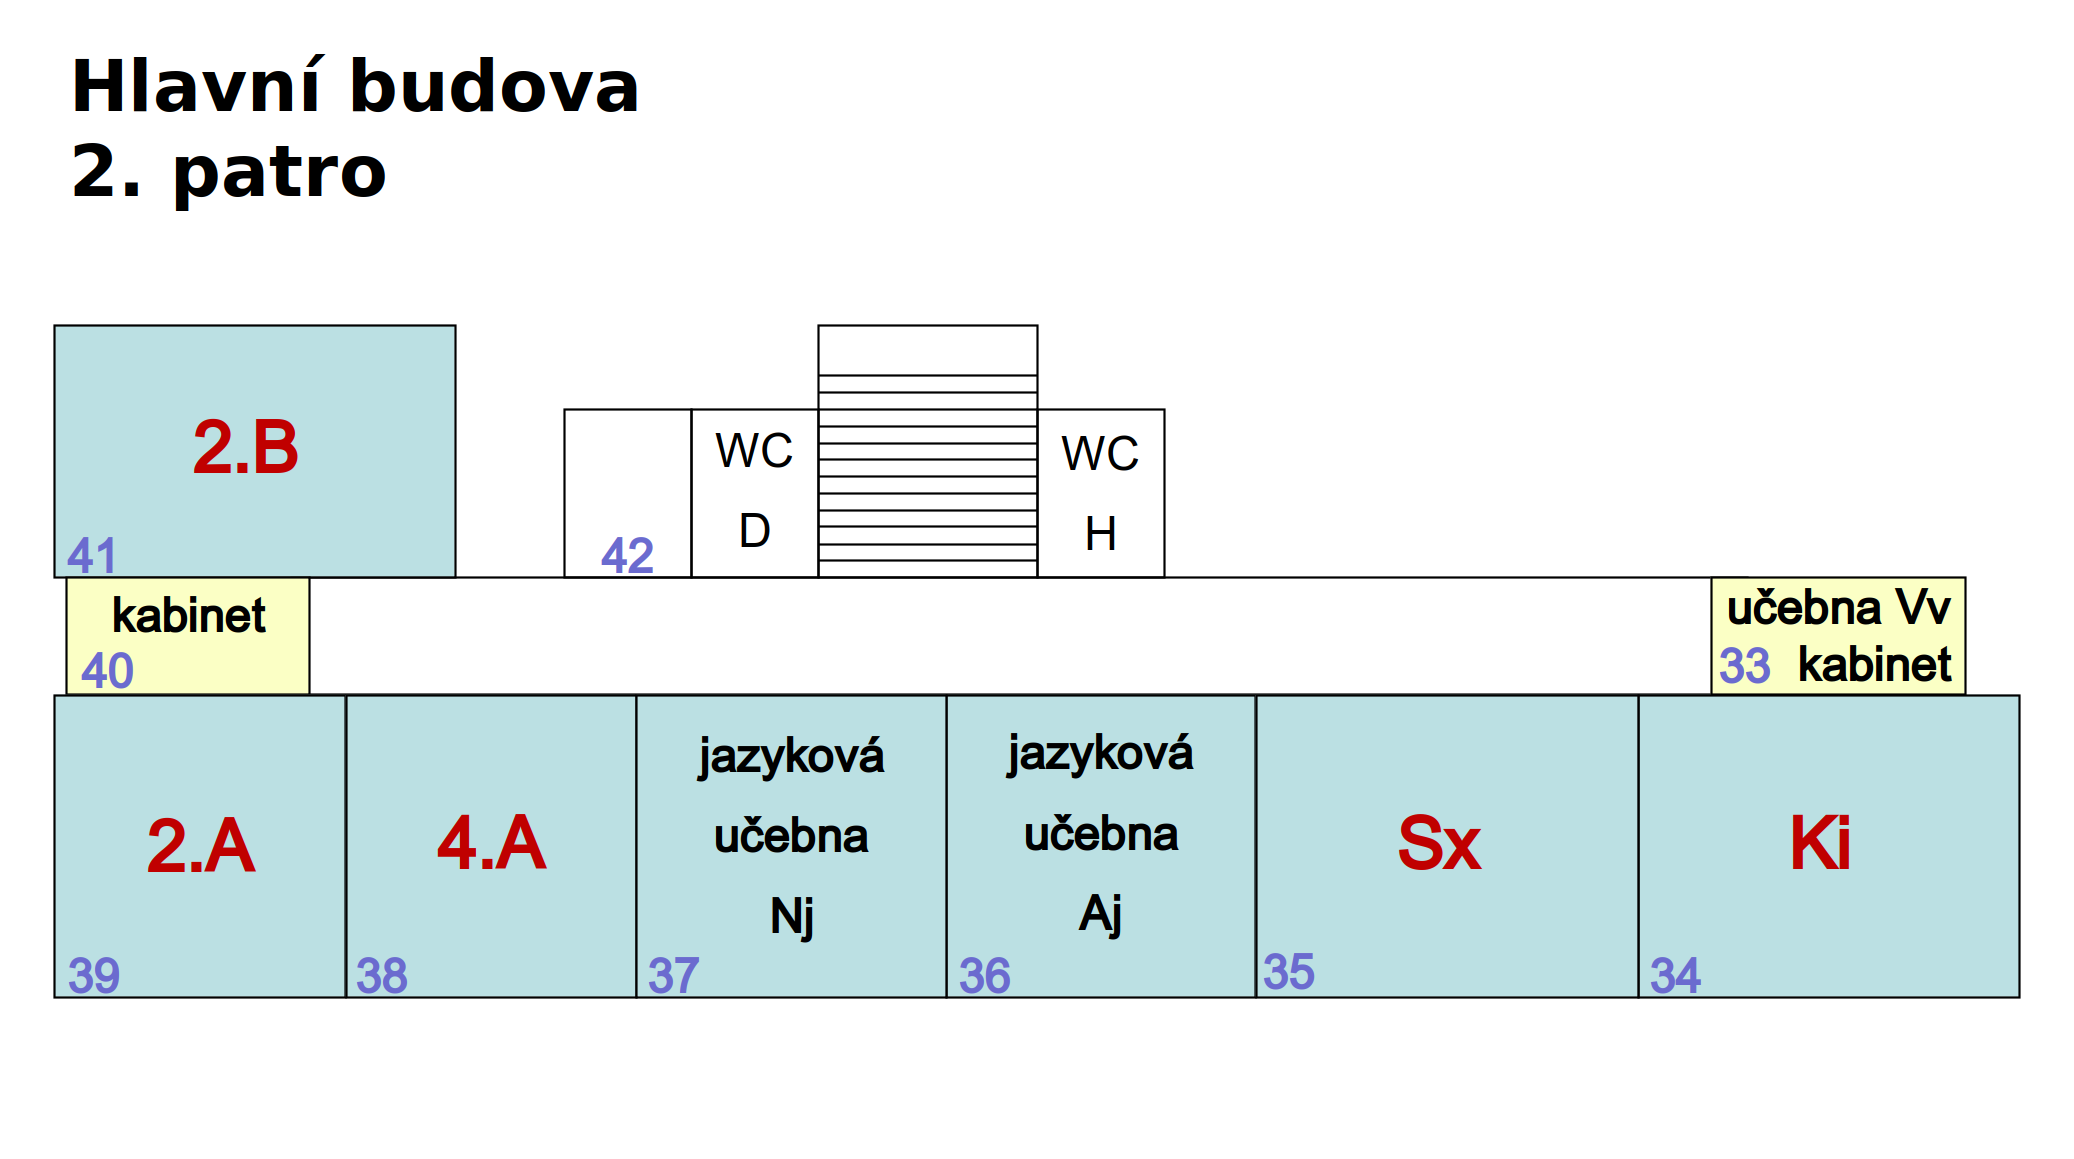 Hlavní budova
2. patro
2.B
41
42
WC
D
WC
H
kabinet
40
učebna Vv
33 kabinet
2.A
39
4.A
38
jazyková
učebna
Nj
37
jazyková
učebna
Aj
36
Sx
35
Ki
34